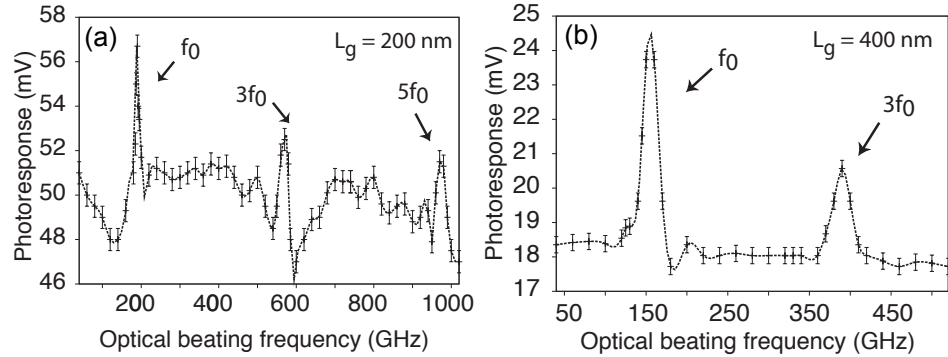 (a)
f0
L_g = 200 nm
3f0
5f0
Photoresponse (mV)
58
56
54
52
50
48
46
200 400 600 800 1000
Optical beating frequency (GHz)
(b)
L_g = 400 nm
f0
3f0
Photoresponse (mV)
25
24
23
22
21
20
19
18
17
50 150 250 350 450
Optical beating frequency (GHz)